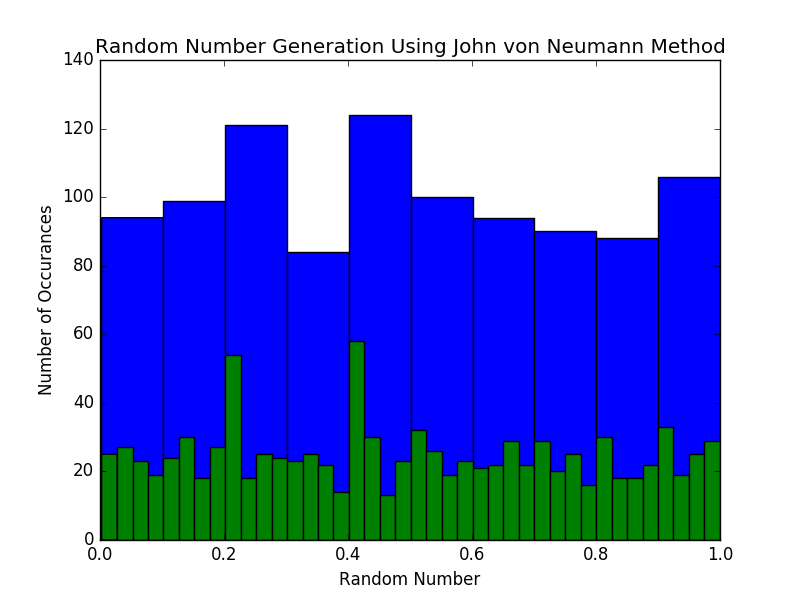 Random Number Generation Using John von Neumann Method
140
120
100
80
60
40
20
0
Number of Occurances
0.0 0.2 0.4 0.6 0.8 1.0
Random Number